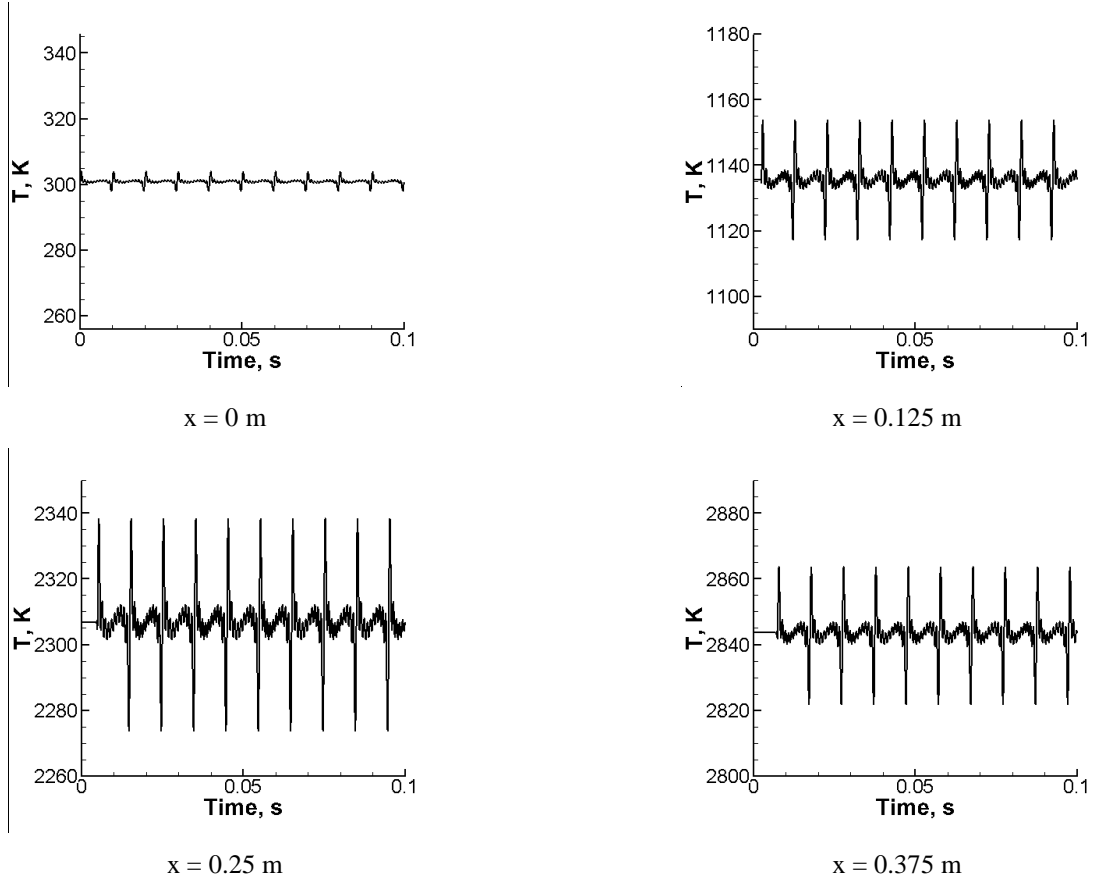 340
320
300
280
260
T, K
0
0.05
0.1
Time, s
x = 0 m
1180
1160
1140
1120
1100
T, K
0
0.05
0.1
Time, s
x = 0.125 m
2340
2320
2300
2280
2260
T, K
0
0.05
0.1
Time, s
x = 0.25 m
2880
2860
2840
2820
2800
T, K
0
0.05
0.1
Time, s
x = 0.375 m